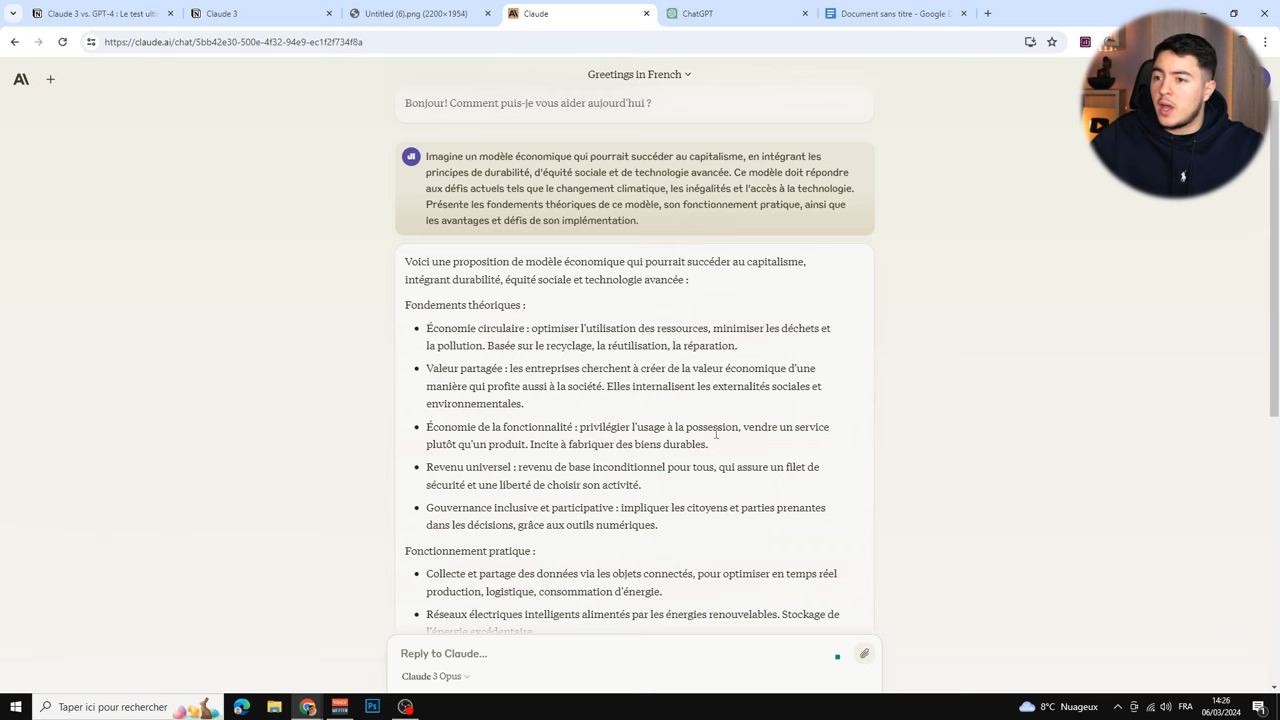 Claude 3 vs. GPT-4 : Le test ultim
Claude 3
Untitled (6).png (2200×1954)
Claude
ChatGPT
Document sans titre - Google D
https://claude.ai/chat/5bb42e30-500e-4f32-94e9-ec1f2f734f8a
Greetings in French
Bonjour! Comment puis-je vous aider aujourd'hui ?
Imagine un modèle économique qui pourrait succéder au capitalisme, en intégrant les
principes de durabilité, d'équité sociale et de technologie avancée. Ce modèle doit répondre
aux défis actuels tels que le changement climatique, les inégalités et l'accès à la technologie.
Présente les fondements théoriques de ce modèle, son fonctionnement pratique, ainsi que
les avantages et défis de son implémentation.
Voici une proposition de modèle économique qui pourrait succéder au capitalisme,
intégrant durabilité, équité sociale et technologie avancée :
Fondements théoriques :
• Économie circulaire : optimiser l'utilisation des ressources, minimiser les déchets et
la pollution. Basée sur le recyclage, la réutilisation, la réparation.
• Valeur partagée : les entreprises cherchent à créer de la valeur économique d'une
manière qui profite aussi à la société. Elles internalisent les externalités sociales et
environnementales.
• Économie de la fonctionnalité : privilégier l'usage à la possession, vendre un service
plutôt qu'un produit. Incite à fabriquer des biens durables.
• Revenu universel : revenu de base inconditionnel pour tous, qui assure un filet de
sécurité et une liberté de choisir son activité.
• Gouvernance inclusive et participative : impliquer les citoyens et parties prenantes
dans les décisions, grâce aux outils numériques.
Fonctionnement pratique :
• Collecte et partage des données via les objets connectés, pour optimiser en temps réel
production, logistique, consommation d'énergie.
• Réseaux électriques intelligents alimentés par les énergies renouvelables. Stockage de
l'énergie excédentaire
Reply to Claude...
Claude 3 Opus
Taper ici pour rechercher
8°C Nuageux
FRA
14:26
06/03/2024